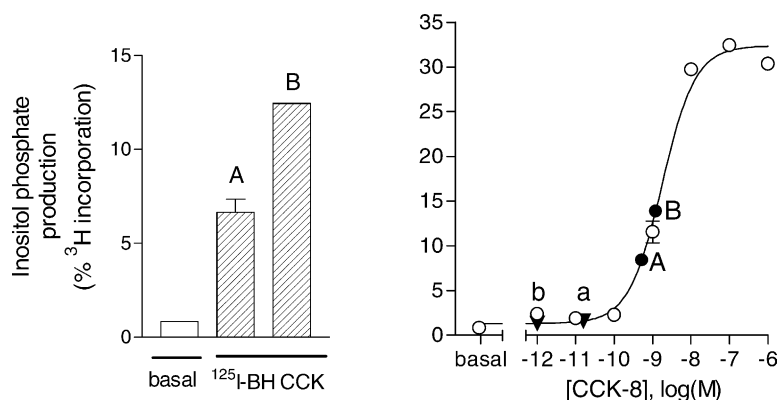 Inositol phosphate
production
(% ³H incorporation)
15
10
5
0
A
B
basal
¹²⁵I-BH CCK
35
30
25
20
15
10
5
0
b
a
B
A
basal
-12 -11 -10 -9 -8 -7 -6
[CCK-8], log(M)